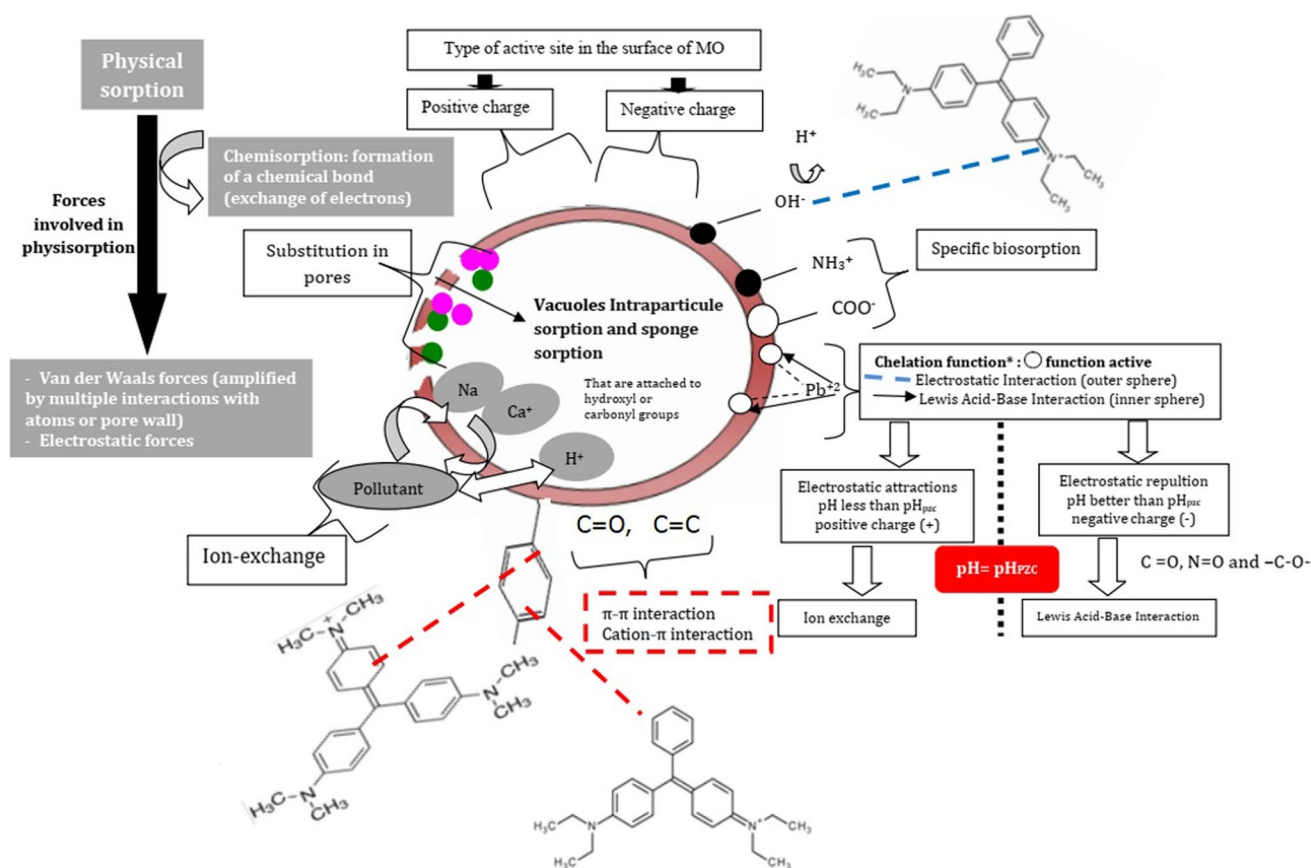 Physical
sorption
Type of active site in the surface of MO
Positive charge
Negative charge
Chemisorption: formation
of a chemical bond
(exchange of electrons)
Forces
involved in
physisorption
H⁺
OH⁻
NH₃⁺
COO⁻
Specific biosorption
Substitution in
pores
Vacuoles Intraparticule
sorption and sponge
sorption
That are attached to
hydroxyl or
carbonyl groups
Pb⁺²
Chelation function* : function active
Electrostatic Interaction (outer sphere)
Lewis Acid-Base Interaction (inner sphere)
- Van der Waals forces (amplified
by multiple interactions with
atoms or pore wall)
- Electrostatic forces
Na
Ca⁺
H⁺
Pollutant
Ion-exchange
C=O, C=C
π-π interaction
Cation-π interaction
Electrostatic attractions
pH less than pHpzc
positive charge (+)
Electrostatic repultion
pH better than pHpzc
negative charge (-)
pH= pHPZC
C =O, N=O and –C-O-
Ion exchange
Lewis Acid-Base Interaction
H₃C
N
H₃C
N⁺
CH₃
CH₃
CH₃
H₃C
N⁺
CH₃
N
CH₃
H₃C
N
CH₃
H₃C
N
H₃C
N⁺
CH₃
CH₃